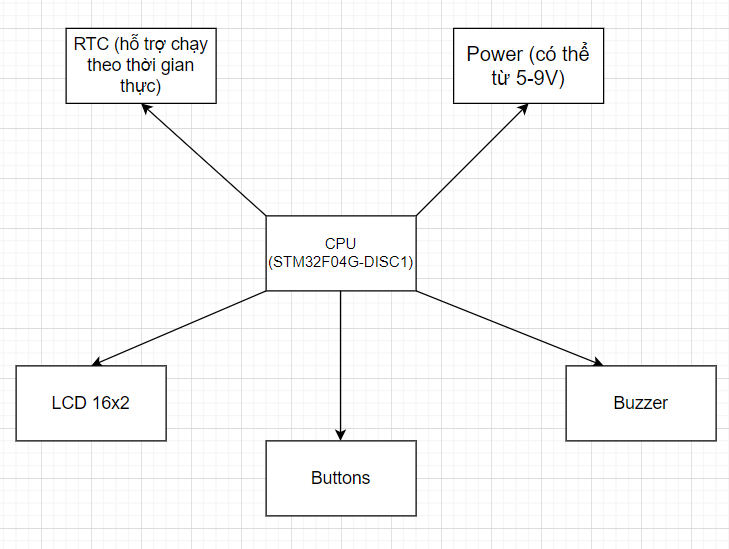 RTC (hỗ trợ chạy
theo thời gian
thực)
Power (có thể
từ 5-9V)
CPU
(STM32F04G-DISC1)
LCD 16x2
Buzzer
Buttons